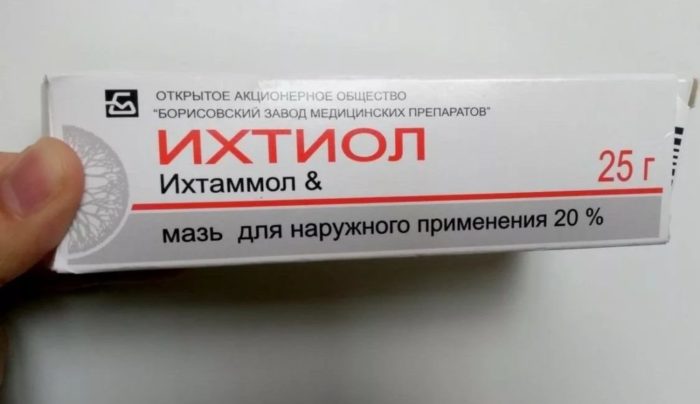 ОТКРЫТОЕ АКЦИОНЕРНОЕ ОБЩЕСТВО
"БОРИСОВСКИЙ ЗАВОД МЕДИЦИНСКИХ ПРЕПАРАТОВ"
ИХТИОЛ
Ихтаммол &
25 г
мазь для наружного применения 20 %